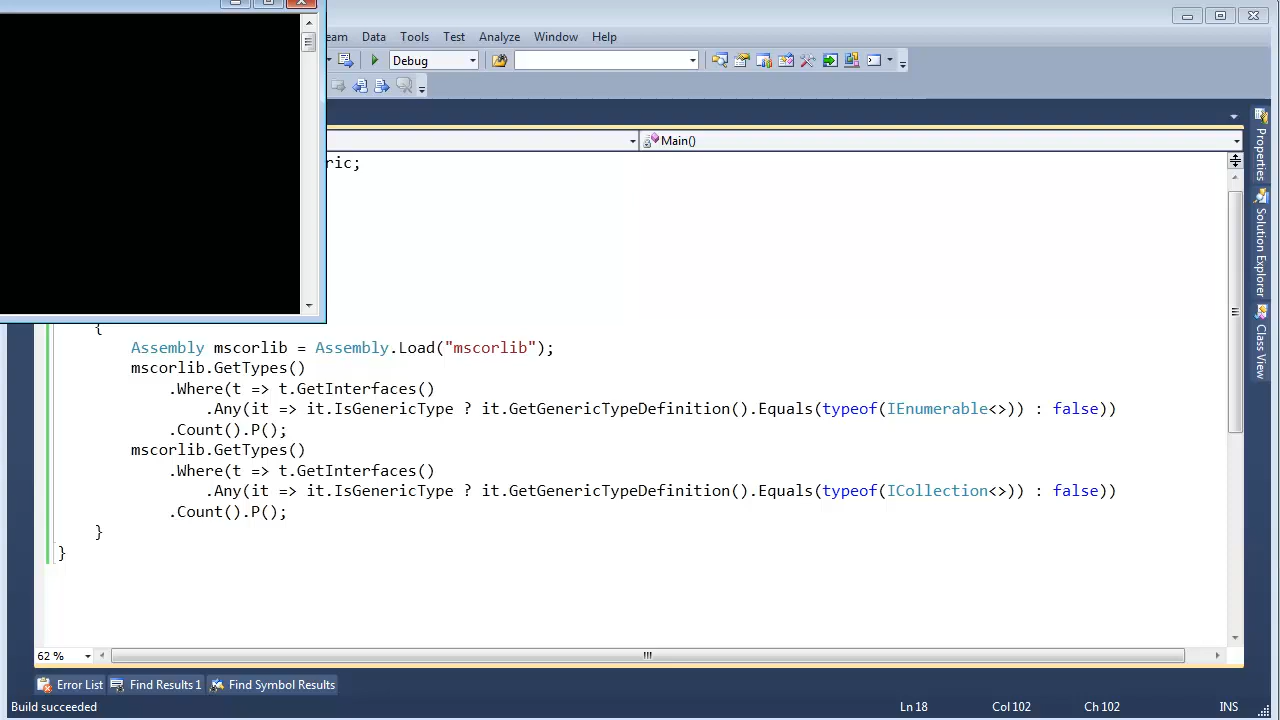 eam Data Tools Test Analyze Window Help
Debug
Main()
ric;
{
Assembly mscorlib = Assembly.Load("mscorlib");
mscorlib.GetTypes()
.Where(t => t.GetInterfaces()
.Any(it => it.IsGenericType ? it.GetGenericTypeDefinition().Equals(typeof(IEnumerable<>)) : false))
.Count().P();
mscorlib.GetTypes()
.Where(t => t.GetInterfaces()
.Any(it => it.IsGenericType ? it.GetGenericTypeDefinition().Equals(typeof(ICollection<>)) : false))
.Count().P();
}
}
Properties
Solution Explorer
Class View
62 %
Error List Find Results 1 Find Symbol Results
Build succeeded Ln 18 Col 102 Ch 102 INS